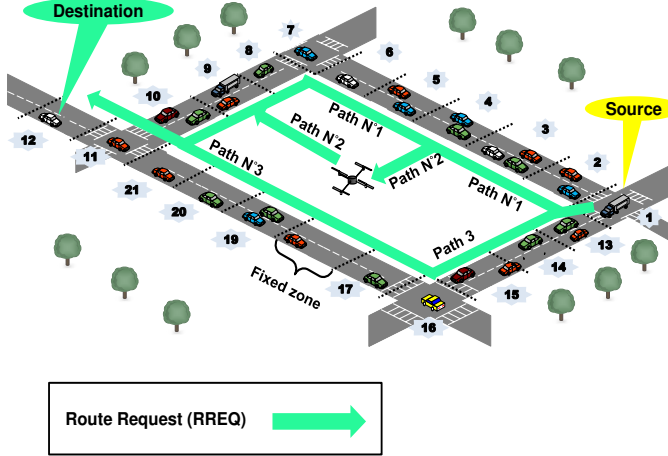 Destination
7
8
6
9
5
10
4
Source
Path N°1
3
12
Path N°2
2
11
Path N°2
21
Path N°3
Path N°1
1
20
13
19
Path 3
14
Fixed zone
17
15
16
Route Request (RREQ)